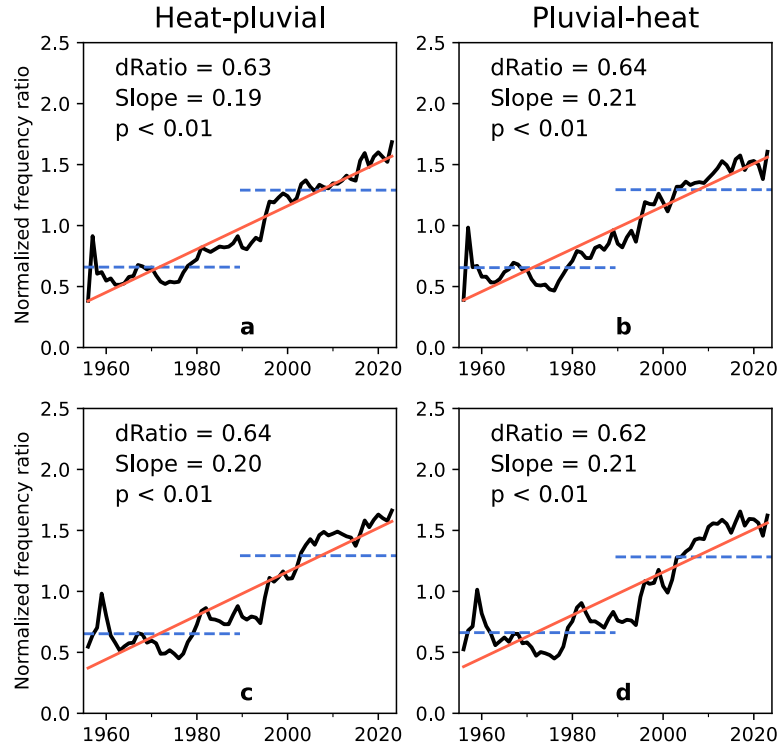 Heat-pluvial
Pluvial-heat
Normalized frequency ratio
2.5
2.0
1.5
1.0
0.5
0.0
dRatio = 0.63
Slope = 0.19
p < 0.01
a
1960
1980
2000
2020
2.5
2.0
1.5
1.0
0.5
0.0
dRatio = 0.64
Slope = 0.21
p < 0.01
b
1960
1980
2000
2020
Normalized frequency ratio
2.5
2.0
1.5
1.0
0.5
0.0
dRatio = 0.64
Slope = 0.20
p < 0.01
c
1960
1980
2000
2020
2.5
2.0
1.5
1.0
0.5
0.0
dRatio = 0.62
Slope = 0.21
p < 0.01
d
1960
1980
2000
2020